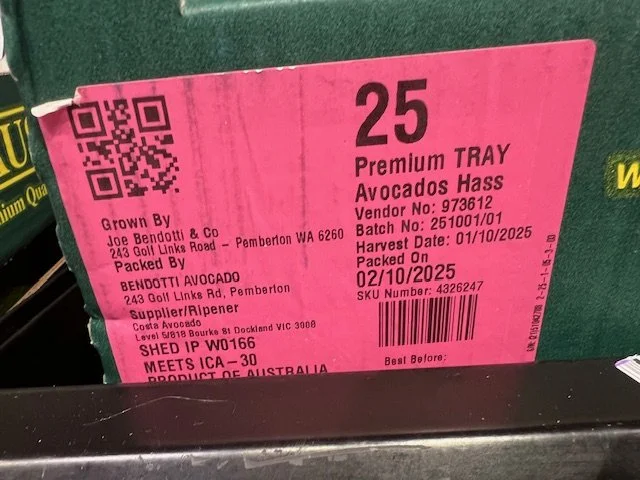 25
Premium TRAY
Avocados Hass
Vendor No: 973612
Batch No: 251001/01
Harvest Date: 01/10/2025
Packed On
02/10/2025
SKU Number: 4326247
Best Before:
Grown By
Joe Bendotti & Co
243 Golf Links Road - Pemberton WA 6260
Packed By
BENDOTTI AVOCADO
243 Golf Links Rd, Pemberton
Supplier/Ripener
Costa Avocado
Level 5/818 Bourke St Dockland VIC 3008
SHED IP W0166
MEETS ICA-30
PRODUCT OF AUSTRALIA